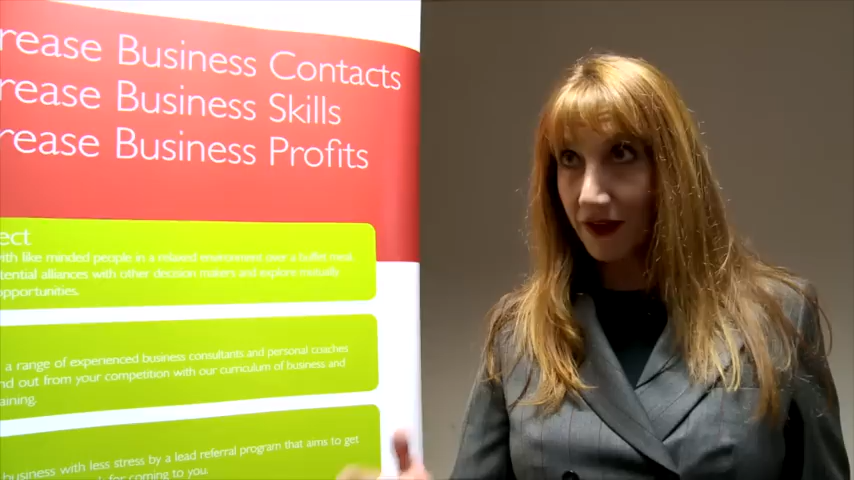 rease Business Contacts
rease Business Skills
rease Business Profits
ect
with like minded people in a relaxed environment over a buffet meal
tential alliances with other decision makers and explore mutually
opportunities.
a range of experienced business consultants and personal coaches
nd out from your competition with our curriculum of business and
aining.
business with less stress by a lead referral program that aims to get
for coming to you.